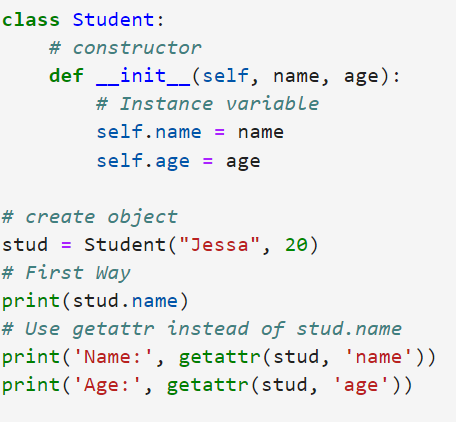 class Student:
    # constructor
    def __init__(self, name, age):
        # Instance variable
        self.name = name
        self.age = age

# create object
stud = Student("Jessa", 20)
# First Way
print(stud.name)
# Use getattr instead of stud.name
print('Name:', getattr(stud, 'name'))
print('Age:', getattr(stud, 'age'))